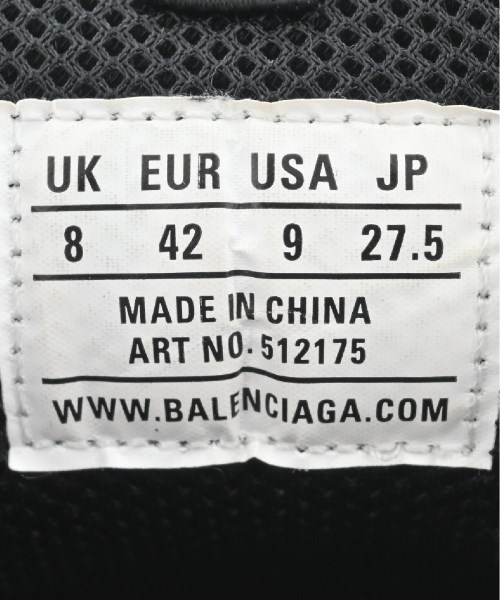 UK EUR USA JP
8 42 9 27.5
MADE IN CHINA
ART NO. 512175
WWW.BALENCIAGA.COM